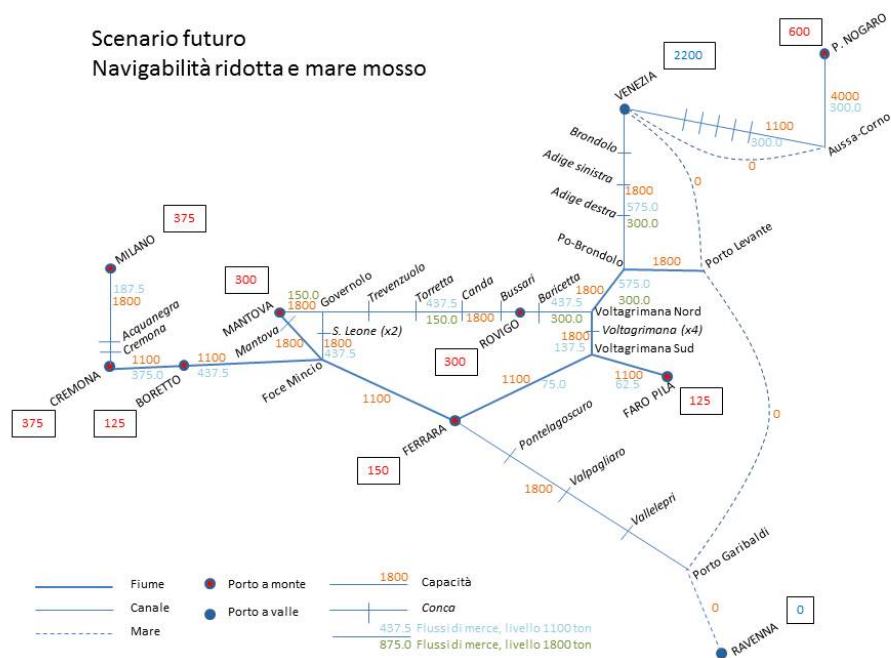 Scenario futuro
Navigabilità ridotta e mare mosso
600
P. NOGARO
2200
VENEZIA
4000
300.0
1100
300.0
Aussa-Corno
Brondolo
0
0
Adige sinistra
1800
575.0
Adige destra
300.0
375
MILANO
Po-Brondolo
1800
Porto Levante
187.5
1800
300
150.0
1800
Governolo
Trevenzuolo
Torretta
437.5
150.0
Canda
1800
Bussari
Baricetta
437.5
300.0
1800
575.0
300.0
MANTOVA
Acquanegra
Cremona
Mantova
1800
S. Leone (x2)
1800
437.5
ROVIGO
300
Voltagrimana Nord
1800
Voltagrimana (x4)
137.5
Voltagrimana Sud
1100
375.0
1100
437.5
Foce Mincio
CREMONA
BORETTO
1100
1100
75.0
1100
62.5
FARO PILA
125
375
125
FERRARA
150
0
Pontelagoscuro
1800
Valpagliaro
Vallelepri
Porto Garibaldi
0
0
RAVENNA
Fiume
Porto a monte
1800
Capacità
Canale
Porto a valle
Conca
Mare
437.5 Flussi di merce, livello 1100 ton
875.0 Flussi di merce, livello 1800 ton